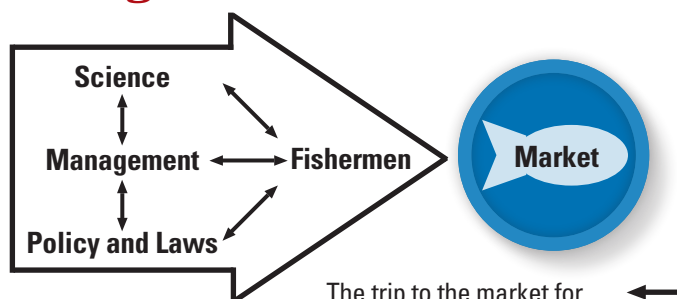 Science
Management
Fishermen
Market
Policy and Laws
The trip to the market for